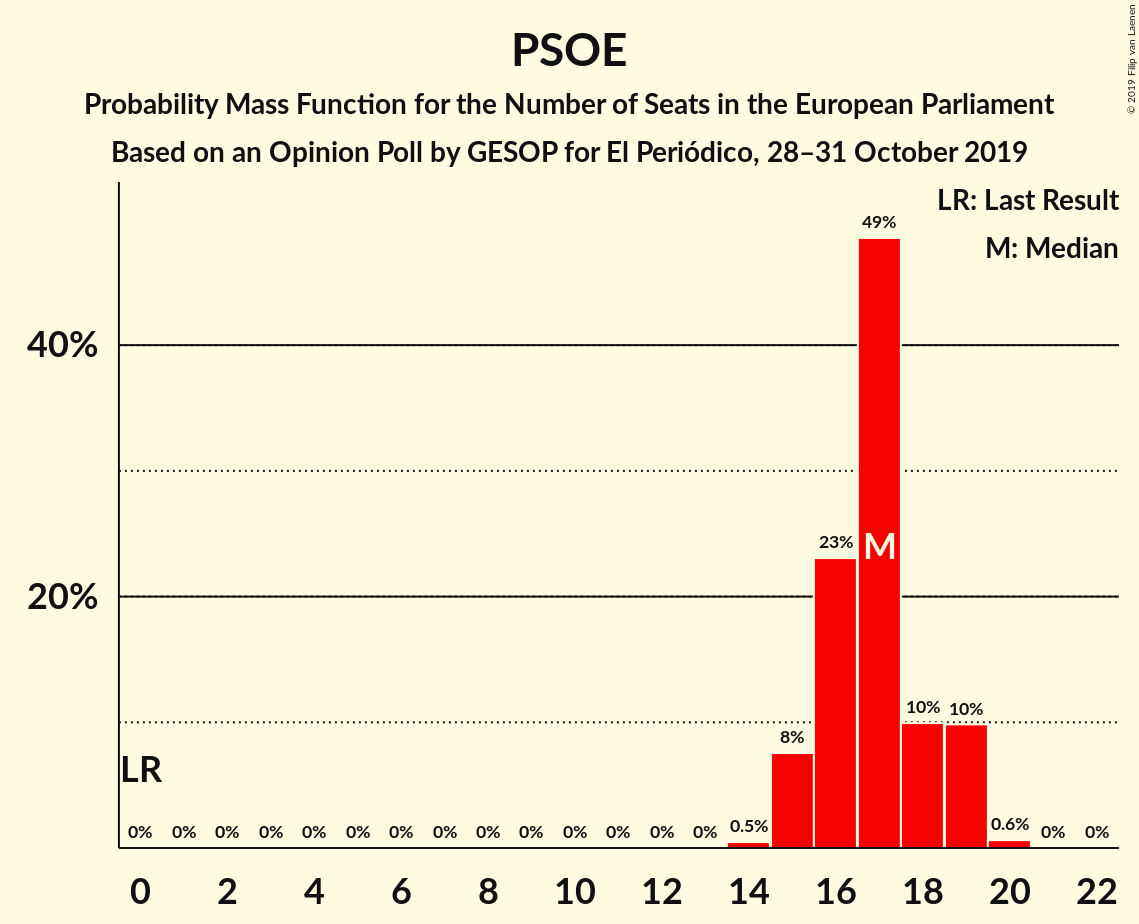 PSOE
Probability Mass Function for the Number of Seats in the European Parliament
Based on an Opinion Poll by GESOP for El Periódico, 28–31 October 2019
© 2019 Filip van Laenen
LR: Last Result
M: Median
49%
40%
23%
M
20%
10%
10%
8%
LR
0%
0%
0%
0%
0%
0%
0%
0%
0%
0%
0%
0%
0%
0%
0.5%
0.6%
0%
0%
0 2 4 6 8 10 12 14 16 18 20 22